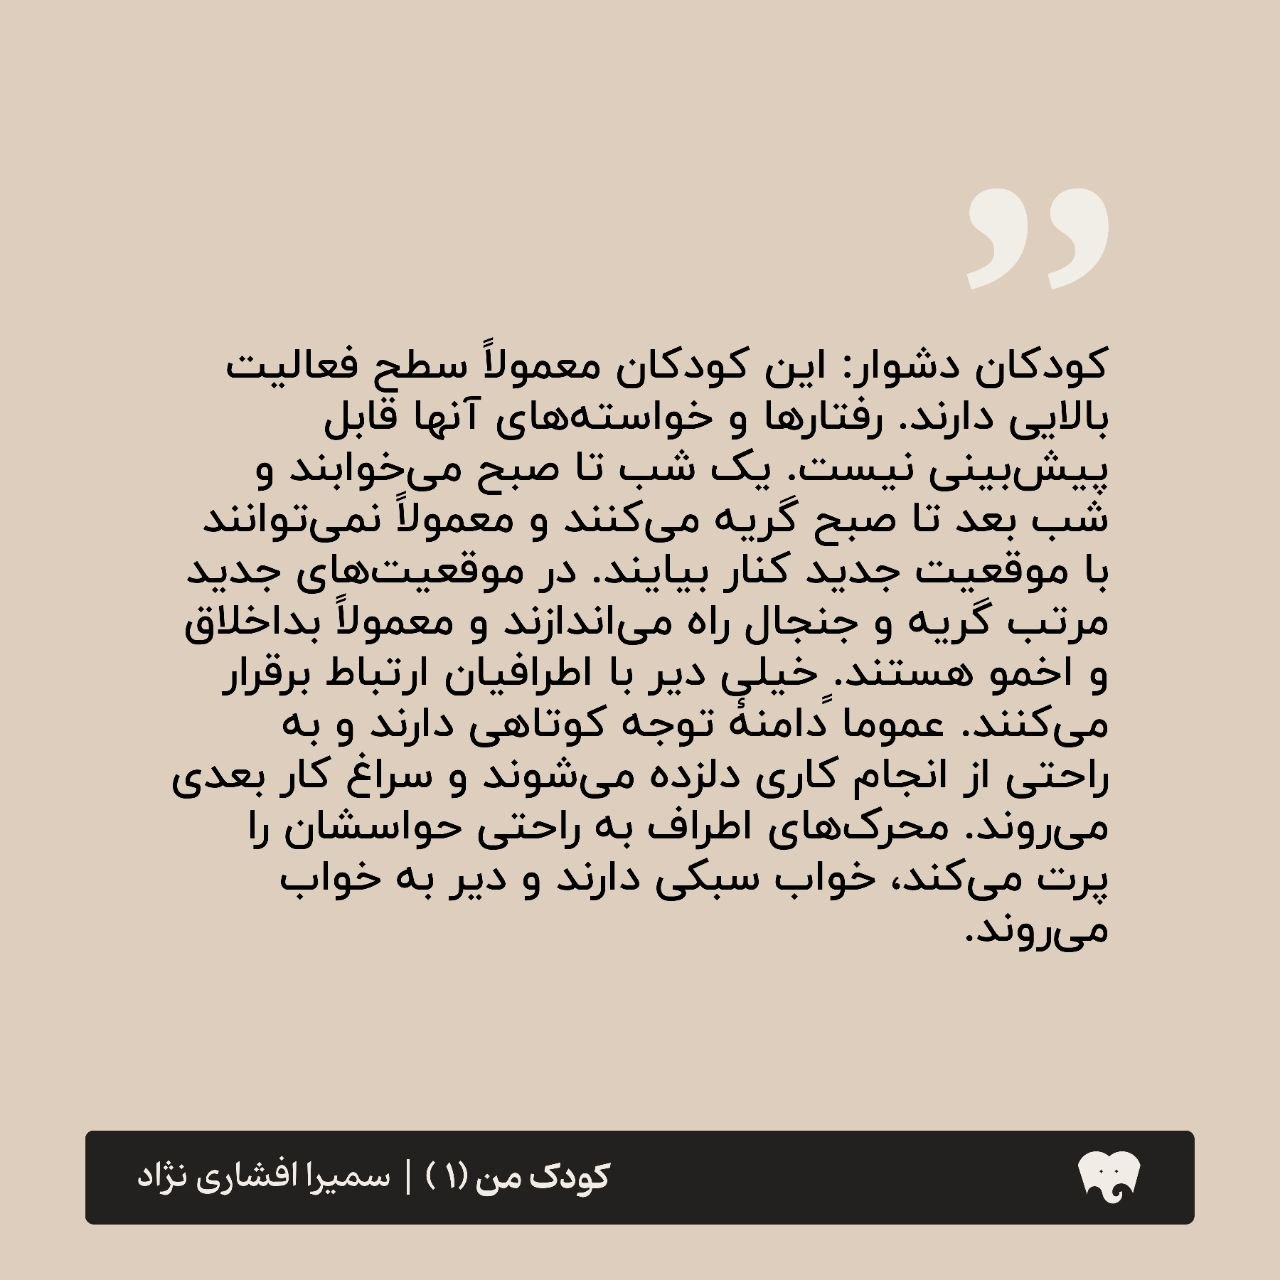 ”
کودکان دشوار: این کودکان معمولاً سطح فعالیت
بالایی دارند. رفتارها و خواسته‌های آنها قابل
پیش‌بینی نیست. یک شب تا صبح می‌خوابند و
شب بعد تا صبح گریه می‌کنند و معمولاً نمی‌توانند
با موقعیت جدید کنار بیایند. در موقعیت‌های جدید
مرتب گریه و جنجال راه می‌اندازند و معمولاً بداخلاق
و اخمو هستند. خیلی دیر با اطرافیان ارتباط برقرار
می‌کنند. عموما ًدامنهٔ توجه کوتاهی دارند و به
راحتی از انجام کاری دلزده می‌شوند و سراغ کار بعدی
می‌روند. محرک‌های اطراف به راحتی حواسشان را
پرت می‌کند، خواب سبکی دارند و دیر به خواب
می‌روند.
کودک من (۱) | سمیرا افشاری نژاد